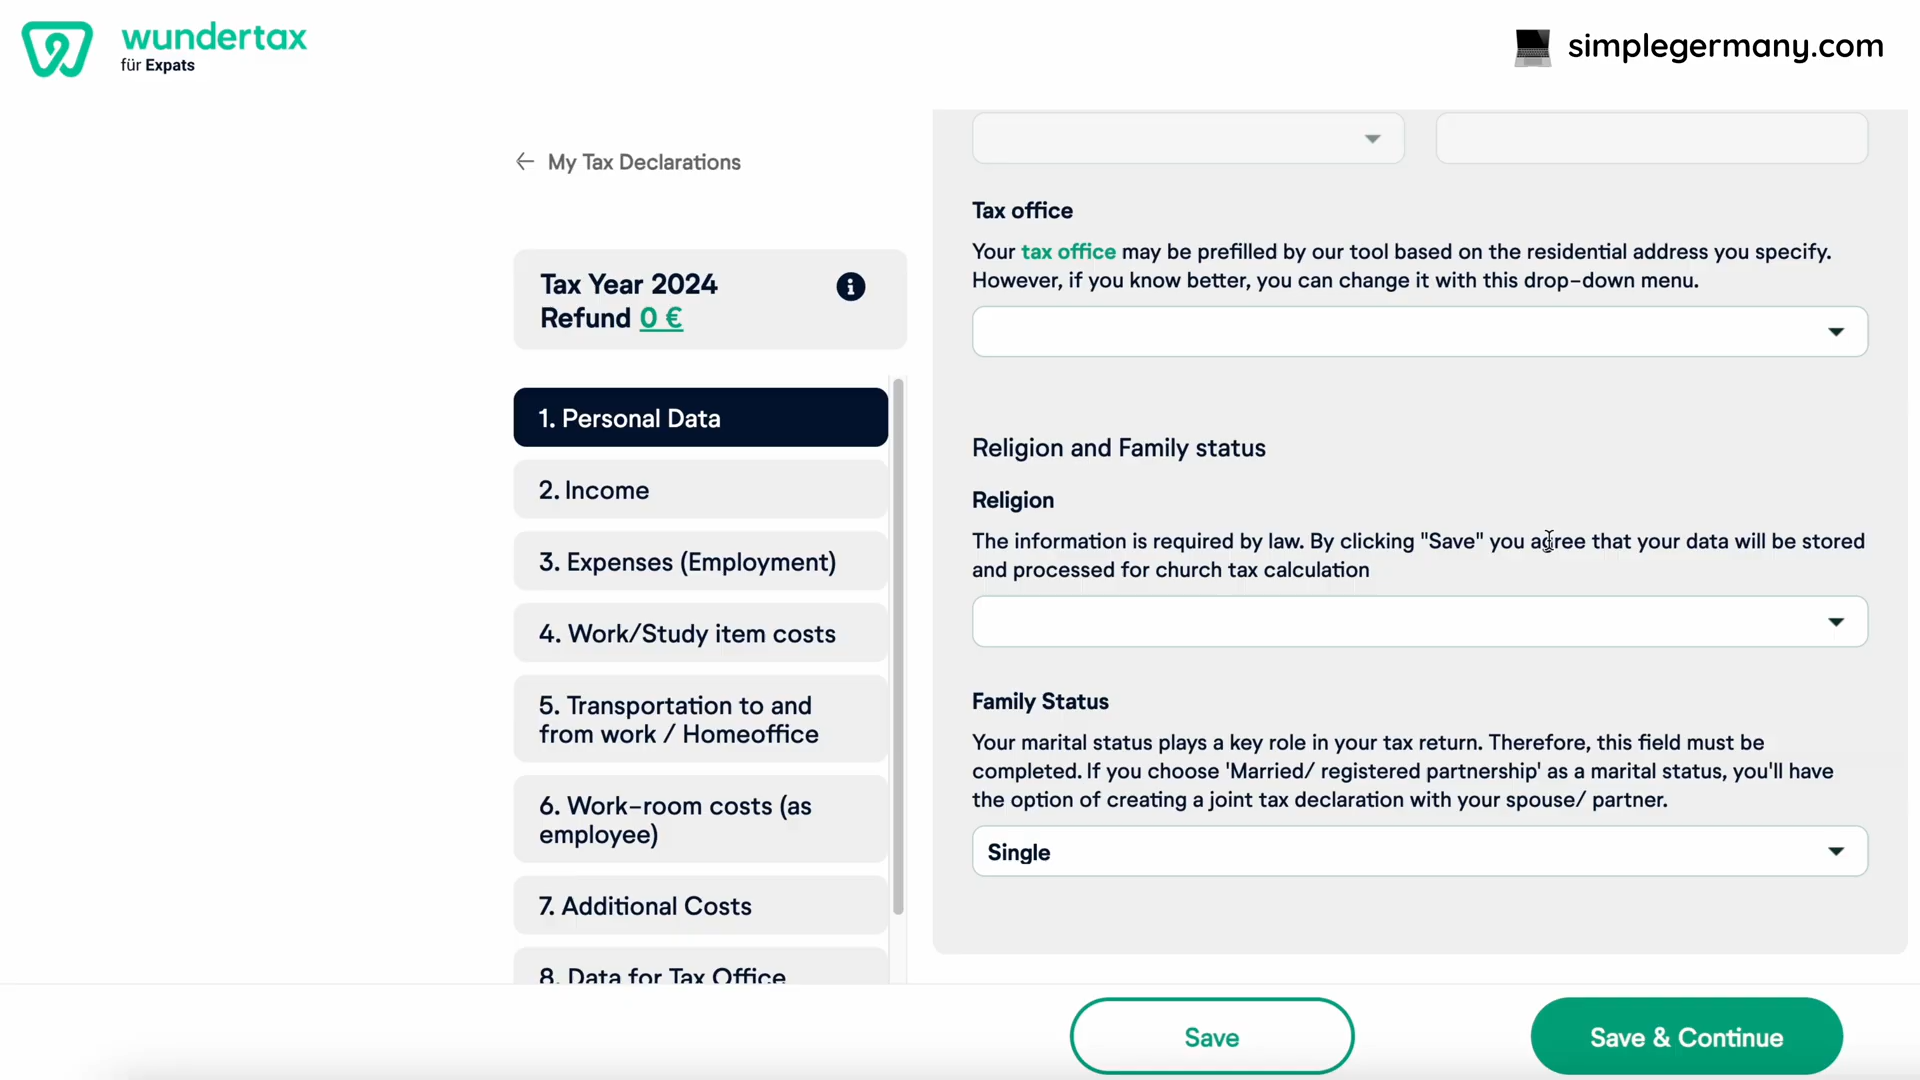 wundertax
für Expats
simplegermany.com
My Tax Declarations
Tax Year 2024
Refund 0 €
1. Personal Data
2. Income
3. Expenses (Employment)
4. Work/Study item costs
5. Transportation to and
from work / Homeoffice
6. Work-room costs (as
employee)
7. Additional Costs
8. Data for Tax Office
Tax office
Your tax office may be prefilled by our tool based on the residential address you specify.
However, if you know better, you can change it with this drop-down menu.
Religion and Family status
Religion
The information is required by law. By clicking "Save" you agree that your data will be stored
and processed for church tax calculation
Family Status
Your marital status plays a key role in your tax return. Therefore, this field must be
completed. If you choose 'Married/ registered partnership' as a marital status, you'll have
the option of creating a joint tax declaration with your spouse/ partner.
Single
Save
Save & Continue